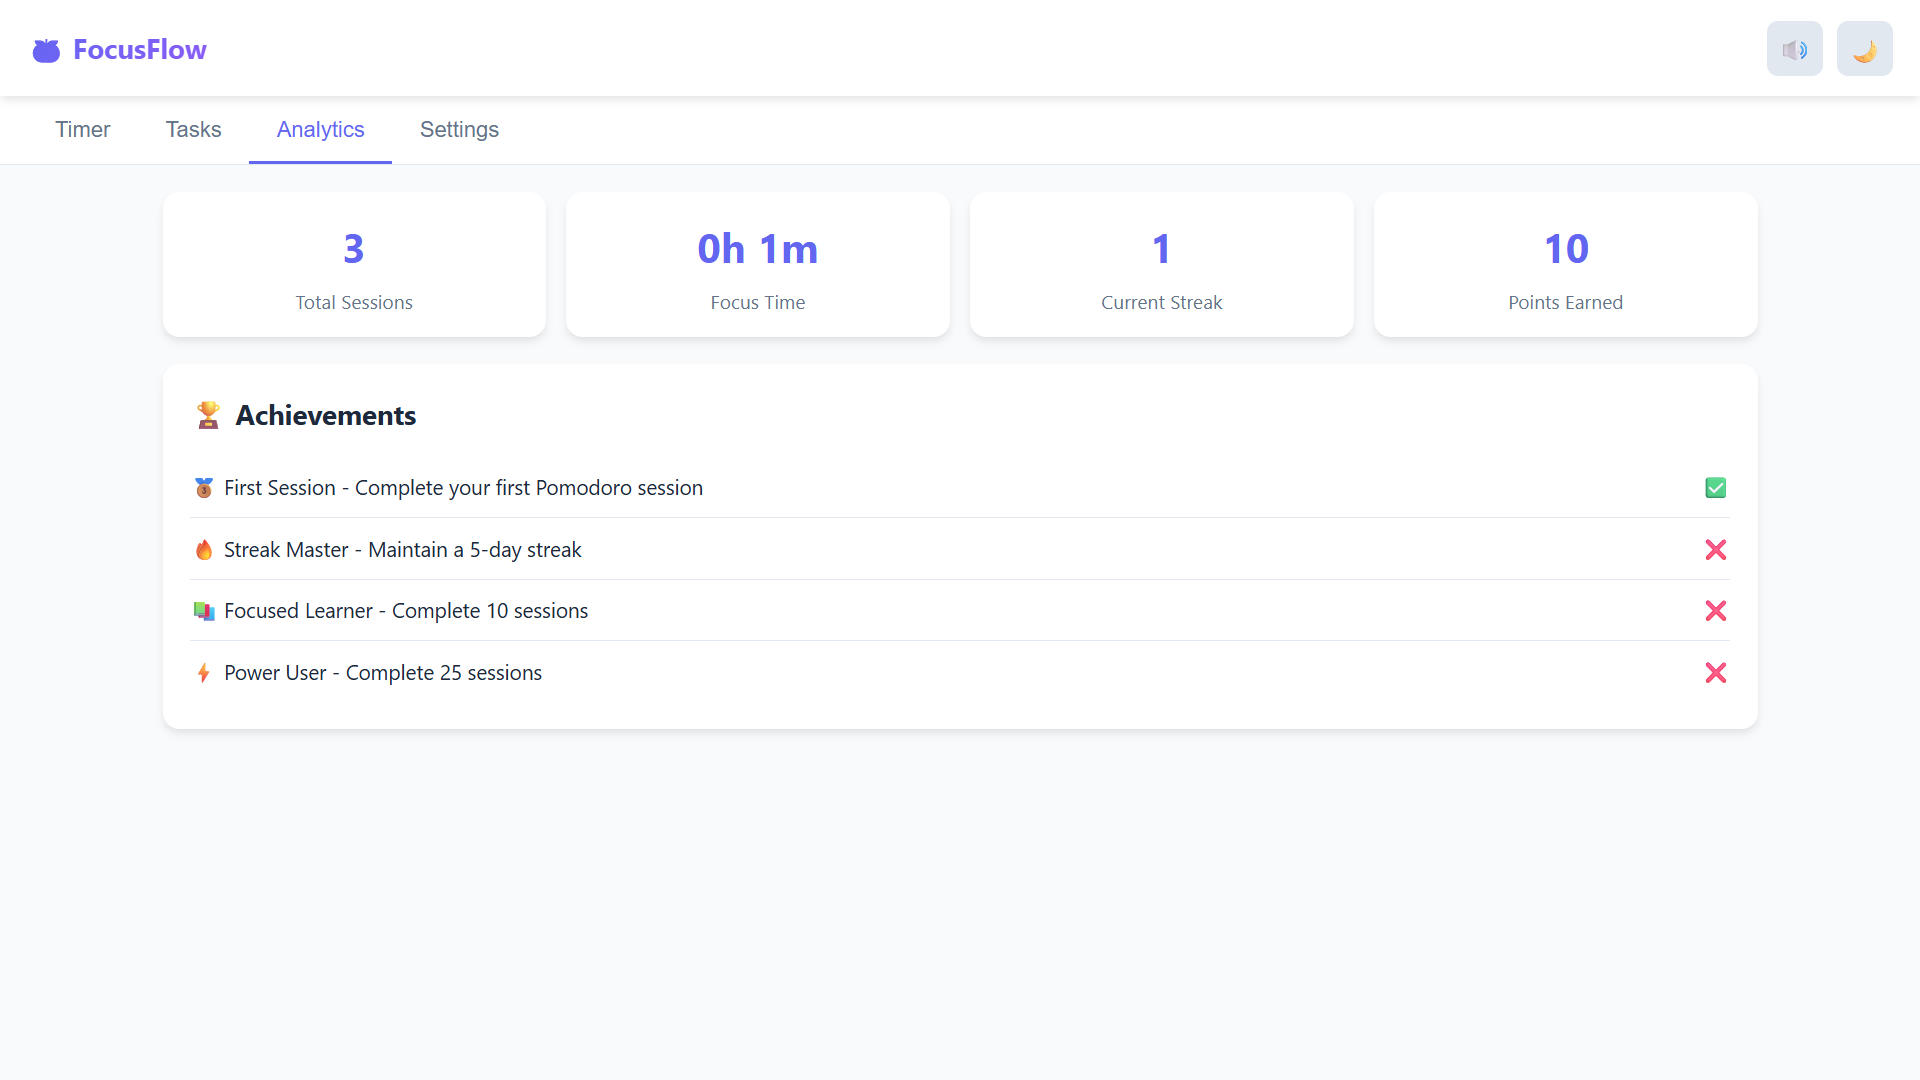 FocusFlow
Timer
Tasks
Analytics
Settings
3
Total Sessions
0h 1m
Focus Time
1
Current Streak
10
Points Earned
Achievements
First Session - Complete your first Pomodoro session
Streak Master - Maintain a 5-day streak
Focused Learner - Complete 10 sessions
Power User - Complete 25 sessions